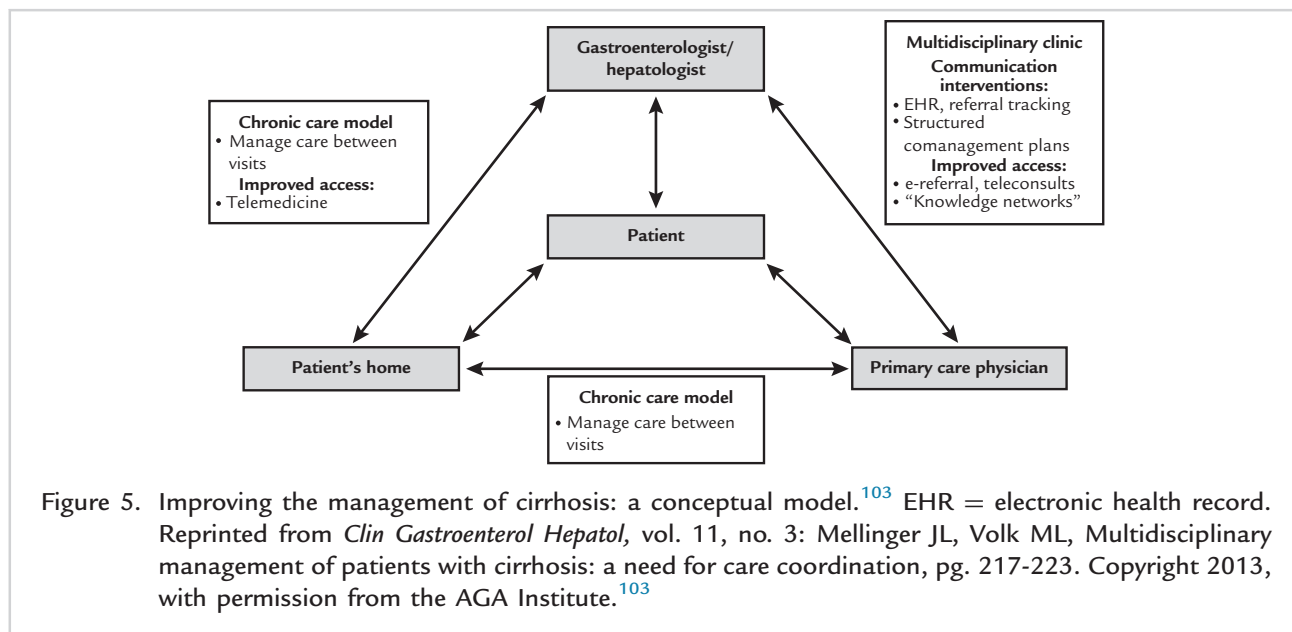 Gastroenterologist/
hepatologist
Multidisciplinary clinic
Communication
interventions:
• EHR, referral tracking
• Structured
comanagement plans
Improved access:
• e-referral, teleconsults
• “Knowledge networks”
Chronic care model
• Manage care between
visits
Improved access:
• Telemedicine
Patient
Patient’s home
Primary care physician
Chronic care model
• Manage care between
visits
Figure 5. Improving the management of cirrhosis: a conceptual model.103 EHR = electronic health record.
Reprinted from Clin Gastroenterol Hepatol, vol. 11, no. 3: Mellinger JL, Volk ML, Multidisciplinary
management of patients with cirrhosis: a need for care coordination, pg. 217-223. Copyright 2013,
with permission from the AGA Institute.103